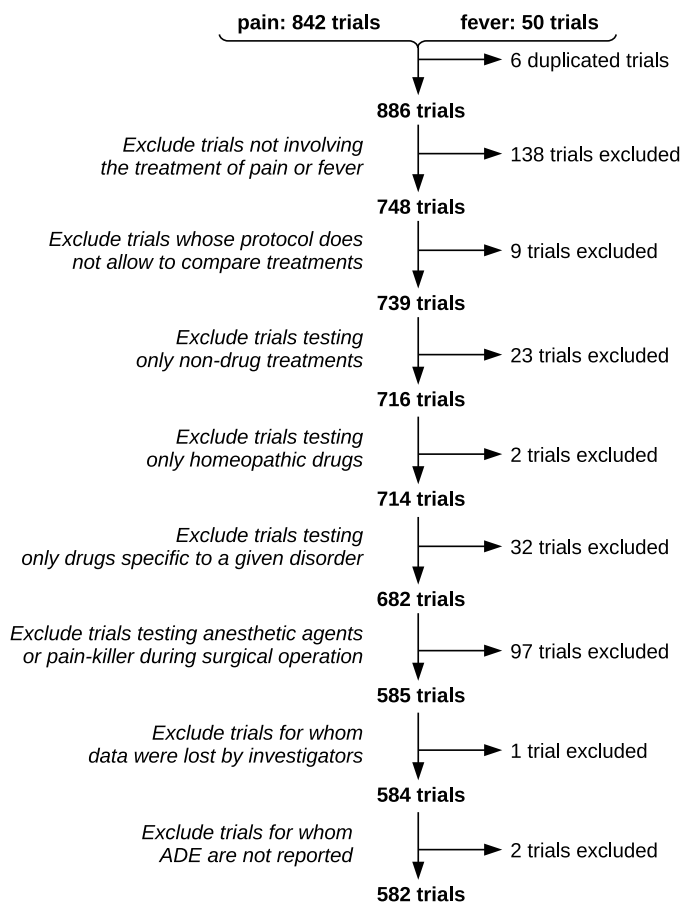 pain: 842 trials
fever: 50 trials
6 duplicated trials
886 trials
Exclude trials not involving
the treatment of pain or fever
138 trials excluded
748 trials
Exclude trials whose protocol does
not allow to compare treatments
9 trials excluded
739 trials
Exclude trials testing
only non-drug treatments
23 trials excluded
716 trials
Exclude trials testing
only homeopathic drugs
2 trials excluded
714 trials
Exclude trials testing
only drugs specific to a given disorder
32 trials excluded
682 trials
Exclude trials testing anesthetic agents
or pain-killer during surgical operation
97 trials excluded
585 trials
Exclude trials for whom
data were lost by investigators
1 trial excluded
584 trials
Exclude trials for whom
ADE are not reported
2 trials excluded
582 trials